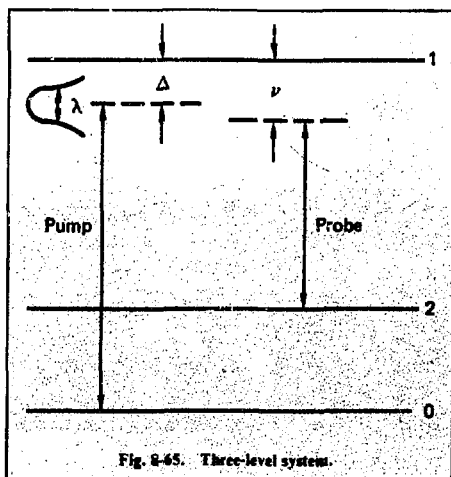 1
Δ
ν
λ
Pump
Probe
2
0
Fig. 8-65. Three-level system.